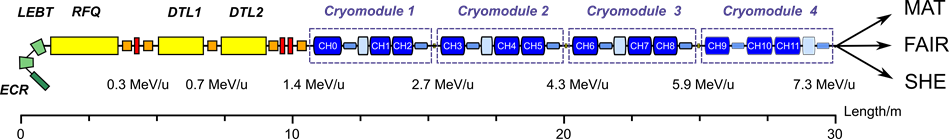 LEBT RFQ DTL1 DTL2 Cryomodule 1 Cryomodule 2 Cryomodule 3 Cryomodule 4 MAT
CH0 CH1 CH2 CH3 CH4 CH5 CH6 CH7 CH8 CH9 CH10 CH11 FAIR
ECR 0.3 MeV/u 0.7 MeV/u 1.4 MeV/u 2.7 MeV/u 4.3 MeV/u 5.9 MeV/u 7.3 MeV/u SHE
Length/m
0 10 20 30